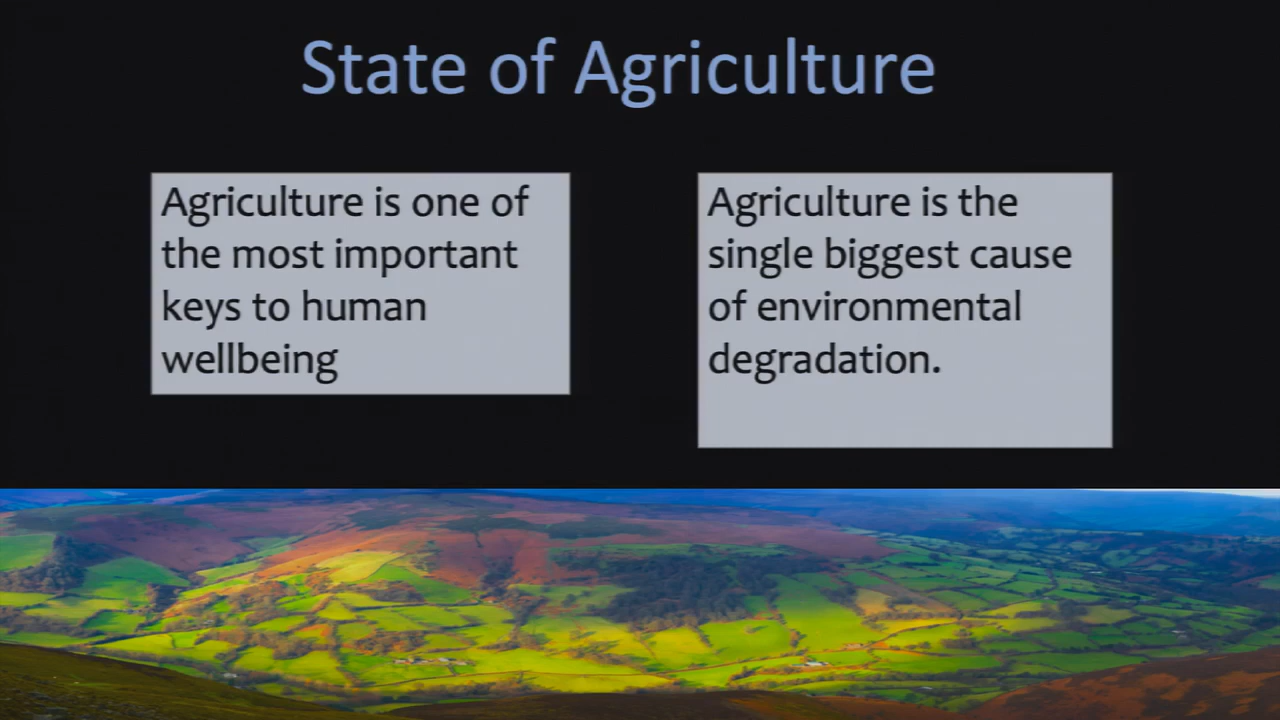 State of Agriculture
Agriculture is one of
the most important
keys to human
wellbeing
Agriculture is the
single biggest cause
of environmental
degradation.